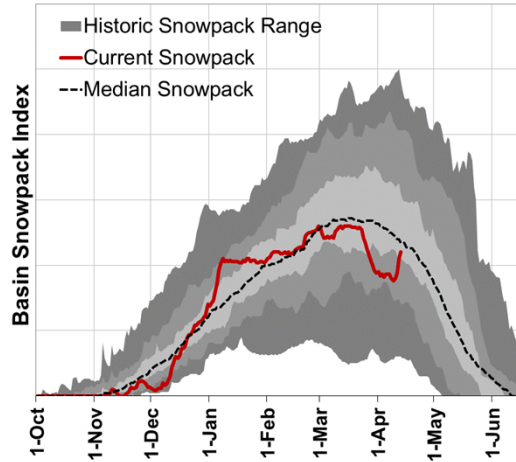 Historic Snowpack Range
Current Snowpack
Median Snowpack
Basin Snowpack Index
1-Oct
1-Nov
1-Dec
1-Jan
1-Feb
1-Mar
1-Apr
1-May
1-Jun